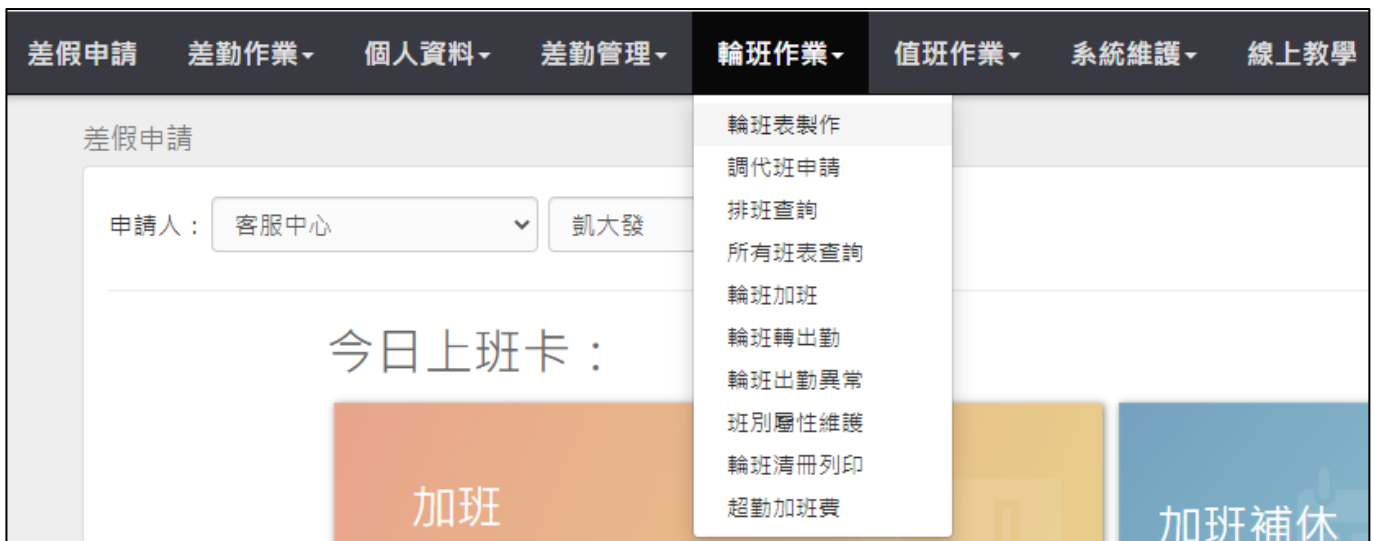 差假申請 差勤作業 個人資料 差勤管理 輪班作業 值班作業 系統維護 線上教學
差假申請
申請人： 客服中心 凱大發
輪班表製作
調代班申請
排班查詢
所有班表查詢
輪班加班
輪班轉出勤
輪班出勤異常
班別屬性維護
輪班清冊列印
超勤加班費
今日上班卡：
加班
加班補休